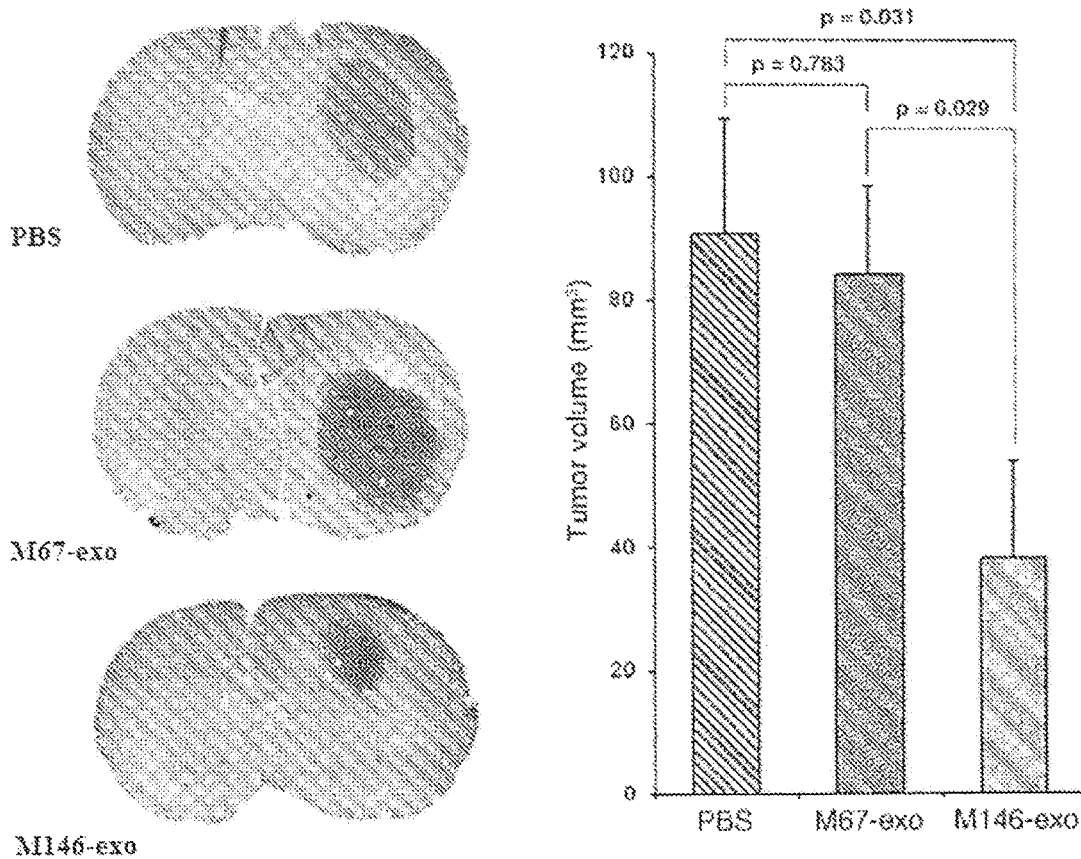 PBS
M67-exo
M146-exo
p = 0.031
p = 0.783
p = 0.029
Tumor volume (mm³)
120
100
80
60
40
20
0
PBS M67-exo M146-exo